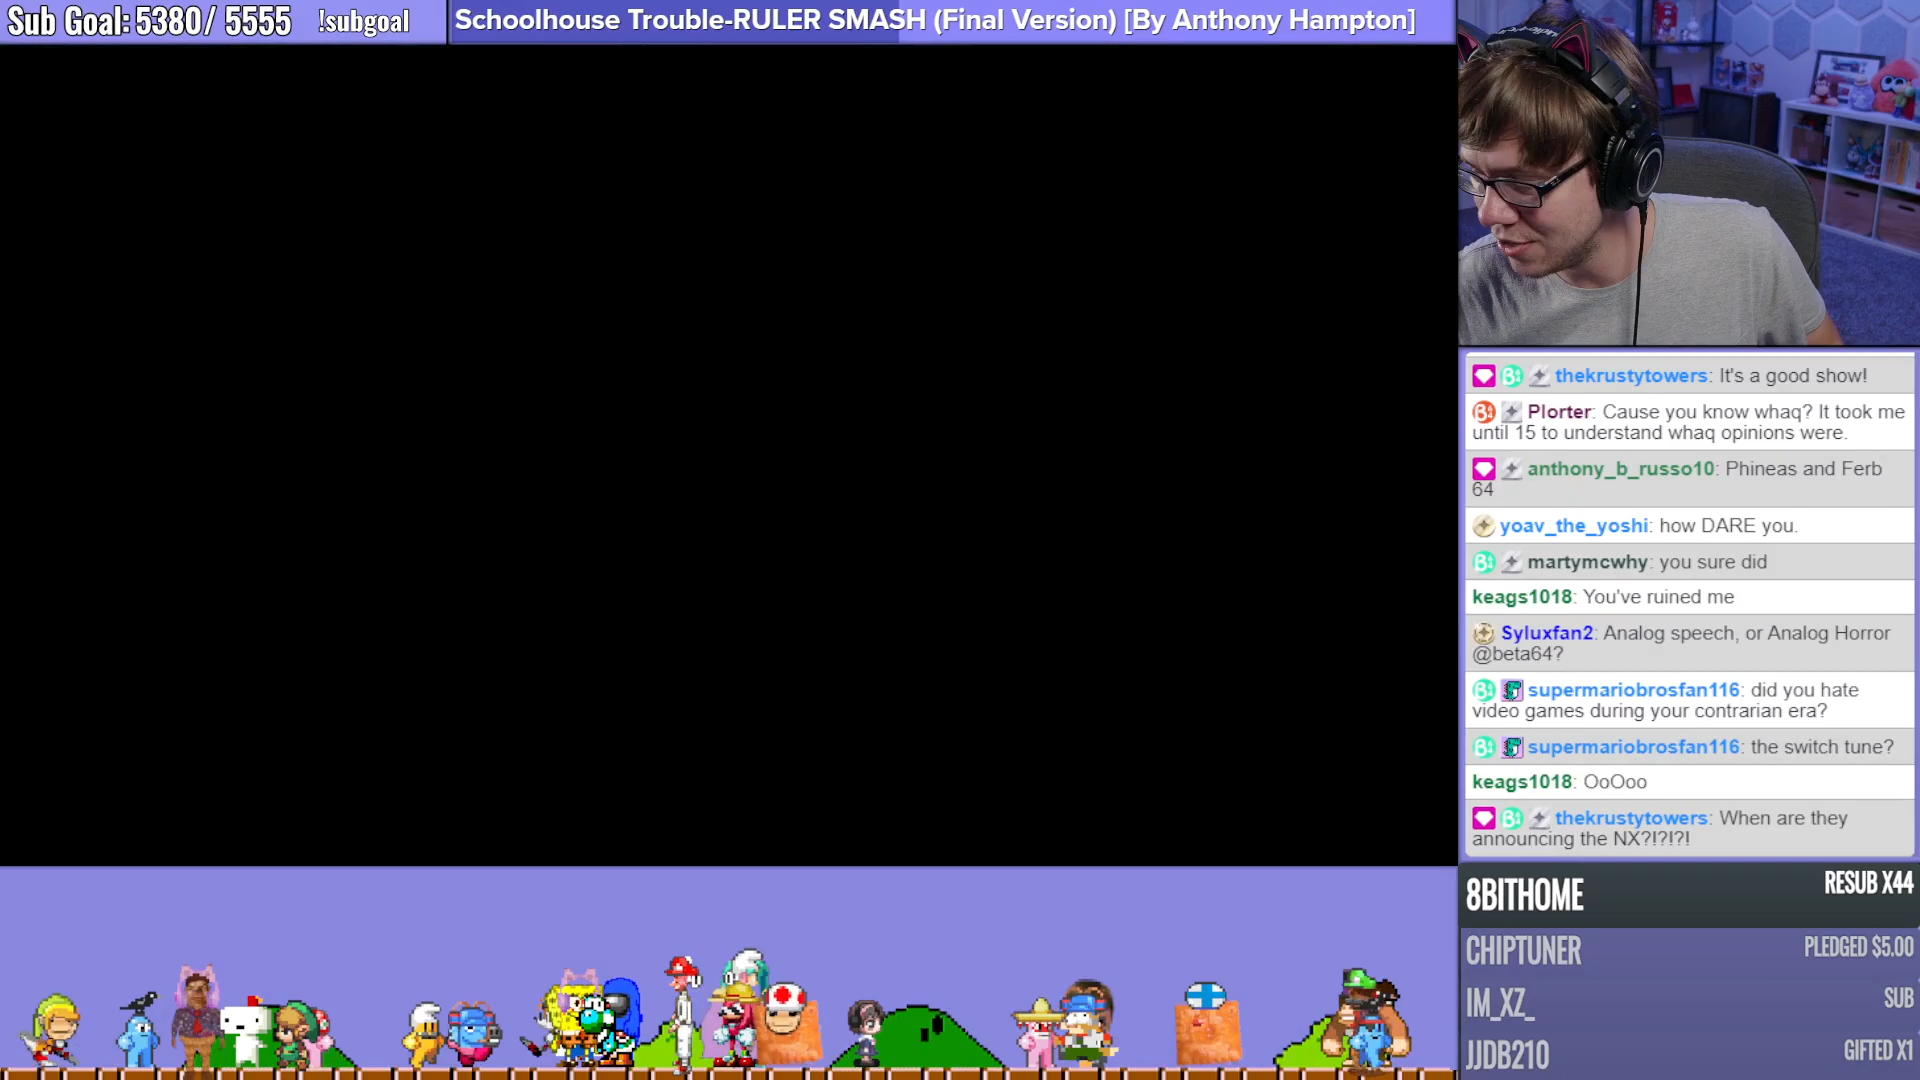 Sub Goal: 5380/ 5555 !subgoal
Schoolhouse Trouble-RULER SMASH (Final Version) [By Anthony Hampton]
thekrustytowers: It's a good show!
Plorter: Cause you know whaq? It took me
until 15 to understand whaq opinions were.
anthony_b_russo10: Phineas and Ferb
64
yoav_the_yoshi: how DARE you.
martymcwhy: you sure did
keags1018: You've ruined me
Syluxfan2: Analog speech, or Analog Horror
@beta64?
supermariobrosfan116: did you hate
video games during your contrarian era?
supermariobrosfan116: the switch tune?
keags1018: OoOoo
thekrustytowers: When are they
announcing the NX?!?!?!
8BITHOME RESUB X44
CHIPTUNER PLEDGED $5.00
IM_XZ_ SUB
JJDB210 GIFTED X1